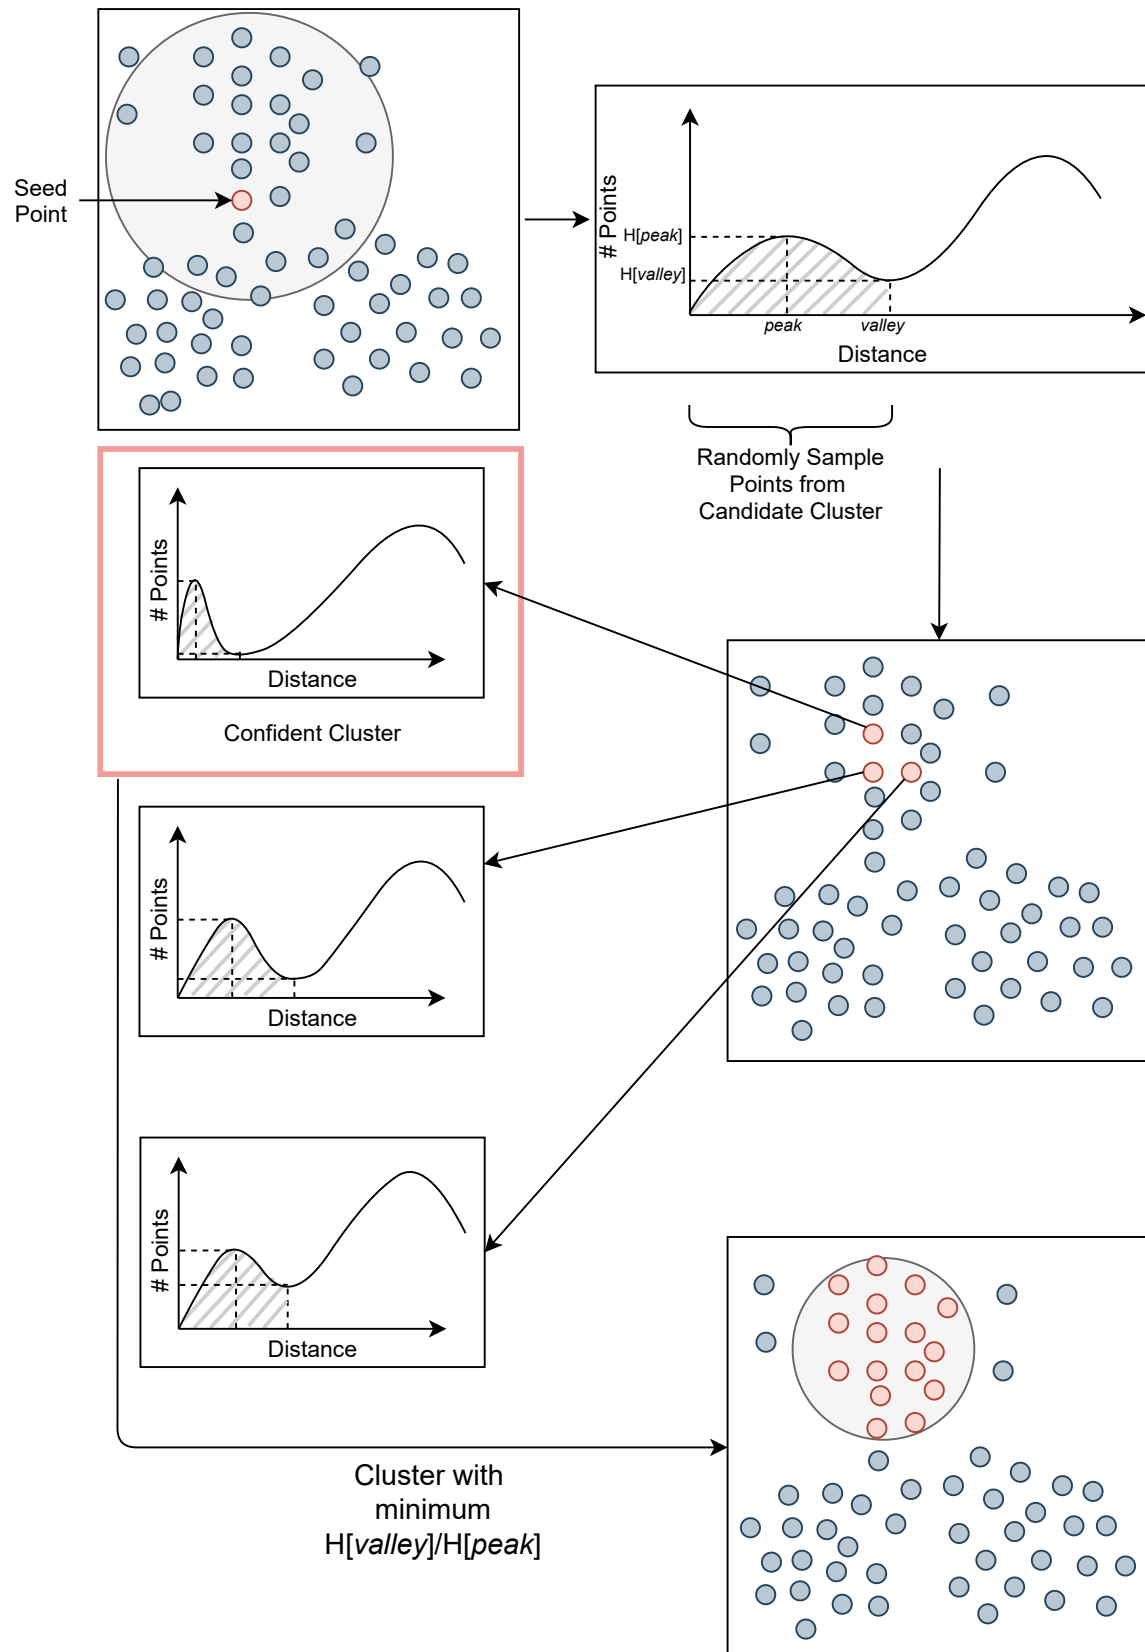 Seed
Point
# Points
H[peak]
H[valley]
peak
valley
Distance
Randomly Sample
Points from
Candidate Cluster
# Points
Distance
Confident Cluster
# Points
Distance
# Points
Distance
Cluster with
minimum
H[valley]/H[peak]